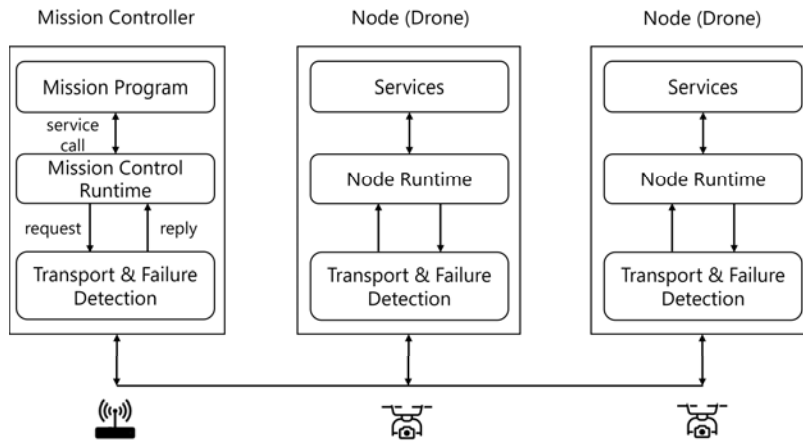 Mission Controller
Node (Drone)
Node (Drone)
Mission Program
service
call
Mission Control
Runtime
request
reply
Transport & Failure
Detection
Services
Node Runtime
Transport & Failure
Detection
Services
Node Runtime
Transport & Failure
Detection